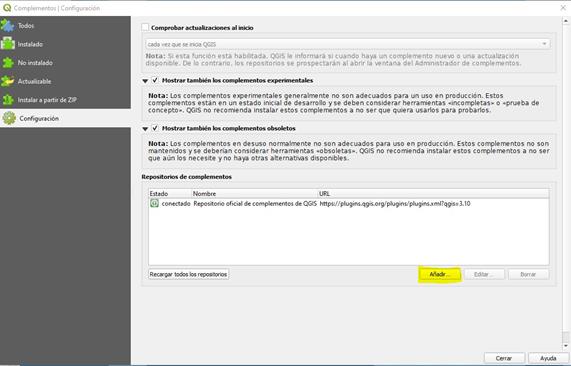 Complementos | Configuración
Todos
Instalado
No instalado
Actualizable
Instalar a partir de ZIP
Configuración
Comprobar actualizaciones al inicio
cada vez que se inicia QGIS
Nota: Si esta función está habilitada, QGIS le informará si cuando haya un complemento nuevo o una actualización
disponible. De lo contrario, los repositorios se prospectarán al abrir la ventana del Administrador de complementos.
Mostrar también los complementos experimentales
Nota: Los complementos experimentales generalmente no son adecuados para un uso en producción. Estos
complementos están en un estado inicial de desarrollo y se deben considerar herramientas «incompletas» o «prueba de
concepto». QGIS no recomienda instalar estos complementos a no ser que quiera usarlos para probarlos.
Mostrar también los complementos obsoletos
Nota: Los complementos en desuso normalmente no son adecuados para uso en producción. Estos complementos no son
mantenidos y se deberían considerar herramientas «obsoletas». QGIS no recomienda instalar estos complementos a no ser
que aún los necesite y no haya otras alternativas disponibles.
Repositorios de complementos
Estado Nombre URL
conectado Repositorio oficial de complementos de QGIS https://plugins.qgis.org/plugins/plugins.xml?qgis=3.10
Recargar todos los repositorios Añadir... Editar... Borrar
Cerrar Ayuda